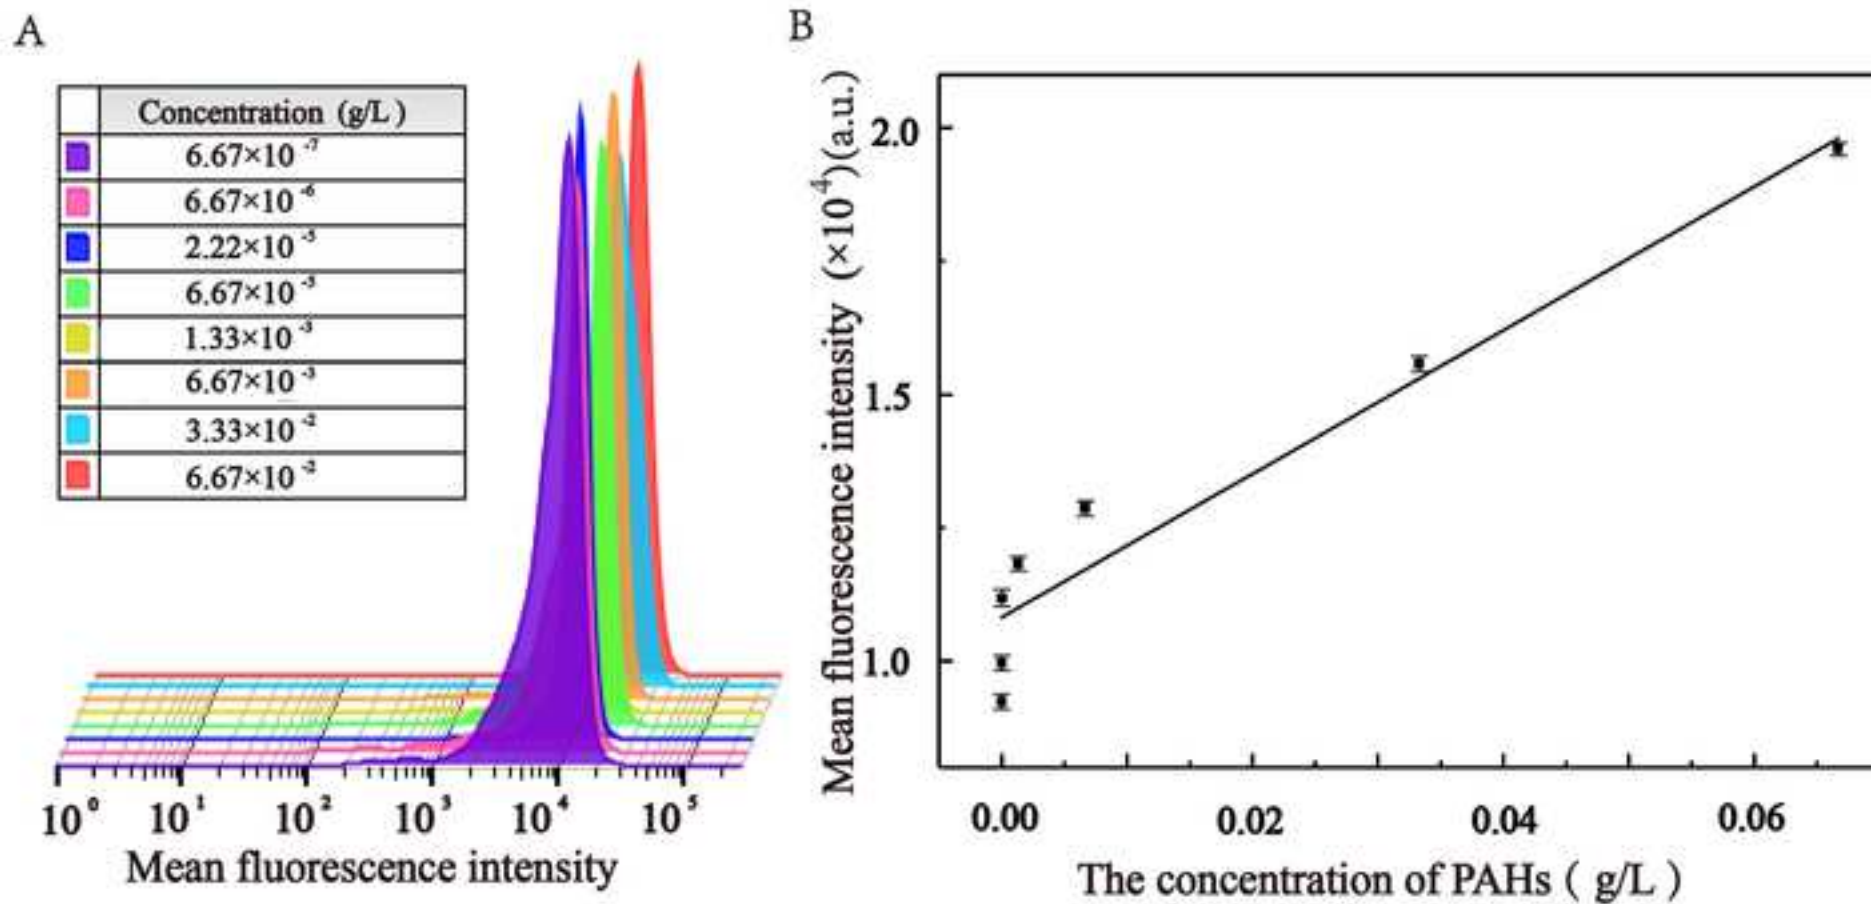 A
Concentration (g/L )
6.67×10 ⁻⁷
6.67×10 ⁻⁶
2.22×10 ⁻⁵
6.67×10 ⁻⁵
1.33×10 ⁻³
6.67×10 ⁻³
3.33×10 ⁻²
6.67×10 ⁻²
10⁰ 10¹ 10² 10³ 10⁴ 10⁵
Mean fluorescence intensity
B
Mean fluorescence intensity (×10⁴)(a.u.)
2.0
1.5
1.0
0.00 0.02 0.04 0.06
The concentration of PAHs ( g/L )